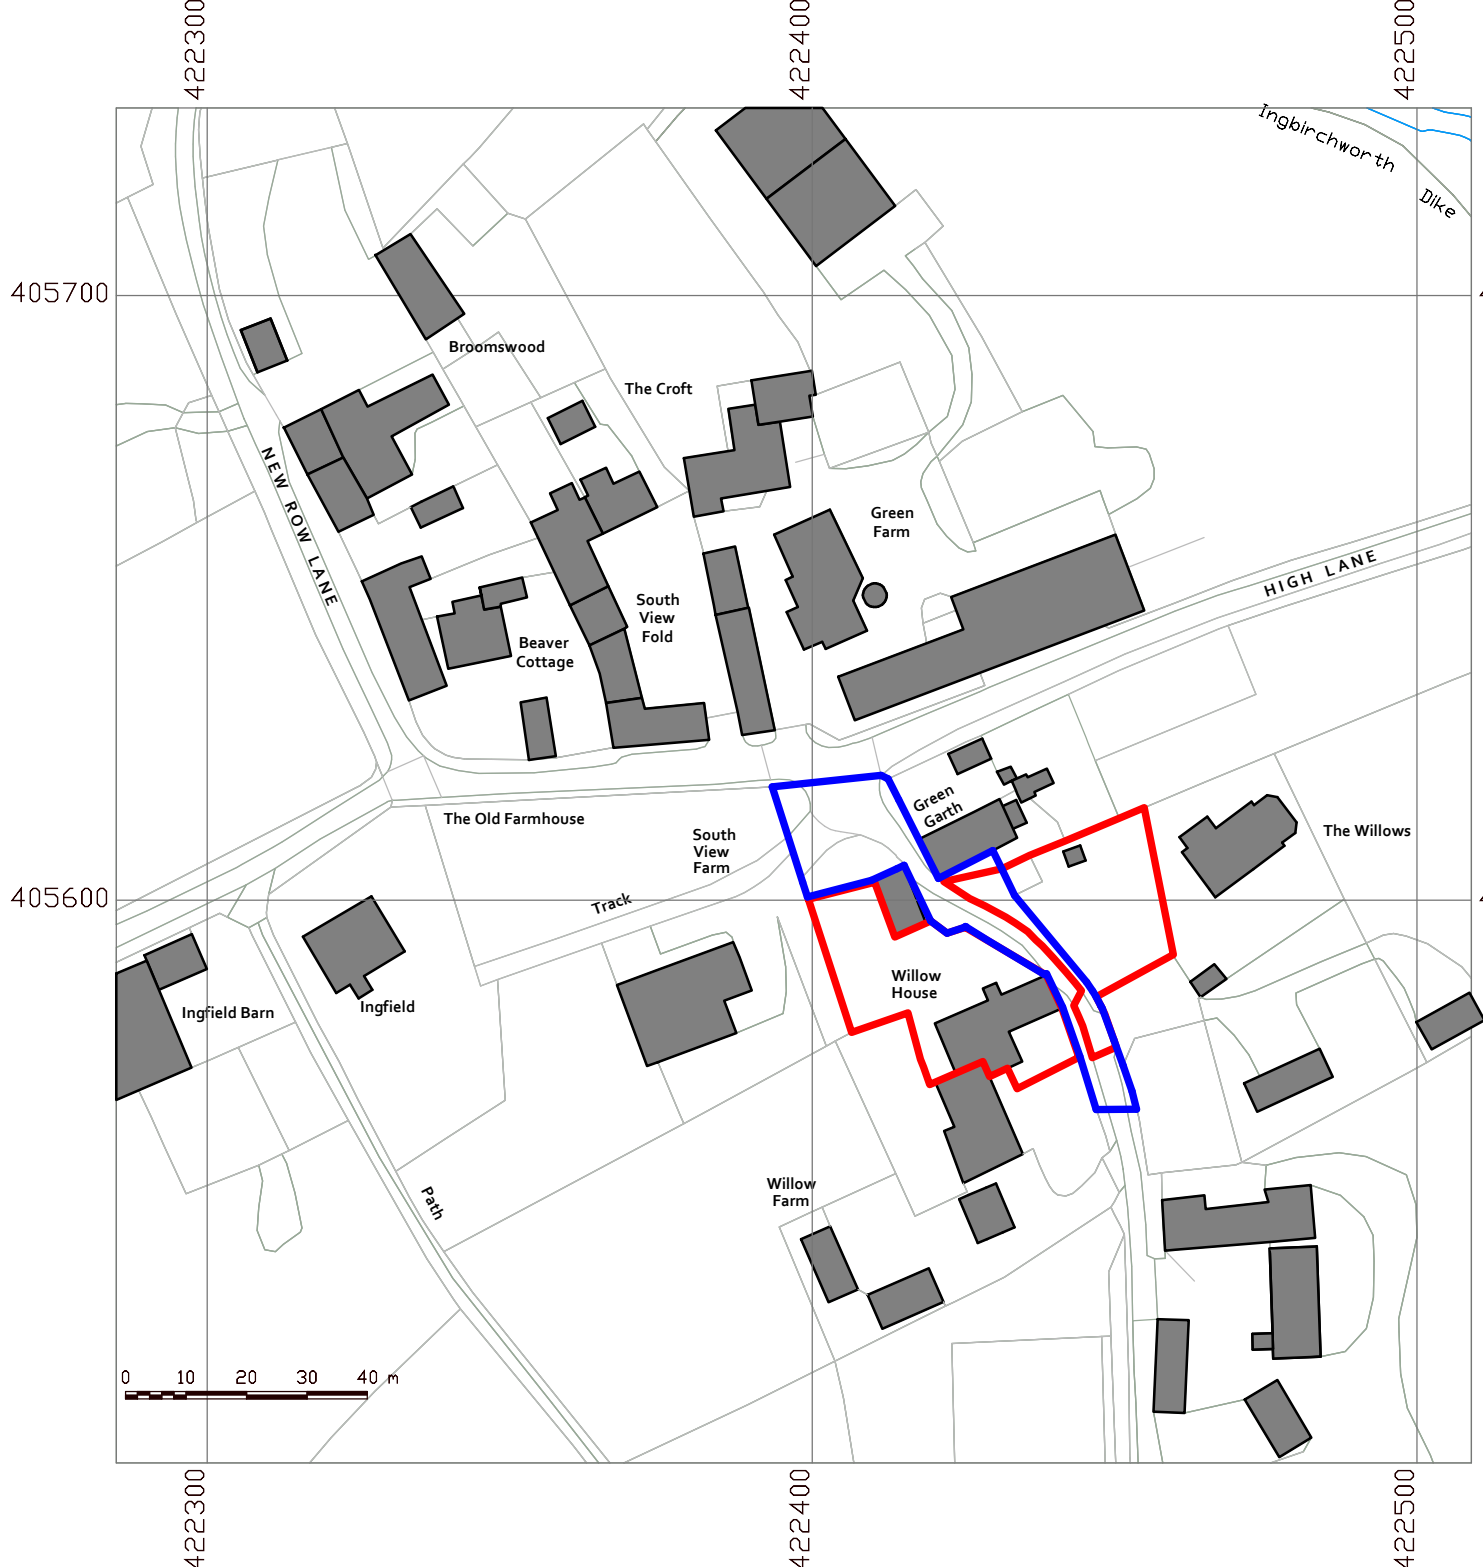 422300
422400
422500
Ingbirchworth
Dike
405700
Broomswood
The Croft
NEW ROW LANE
Green
Farm
HIGH LANE
South
View
Fold
Beaver
Cottage
Green
Garth
The Old Farmhouse
South
View
Farm
The Willows
405600
Track
Willow
House
Ingfield Barn
Ingfield
Path
Willow
Farm
0 10 20 30 40 m
422300
422400
422500